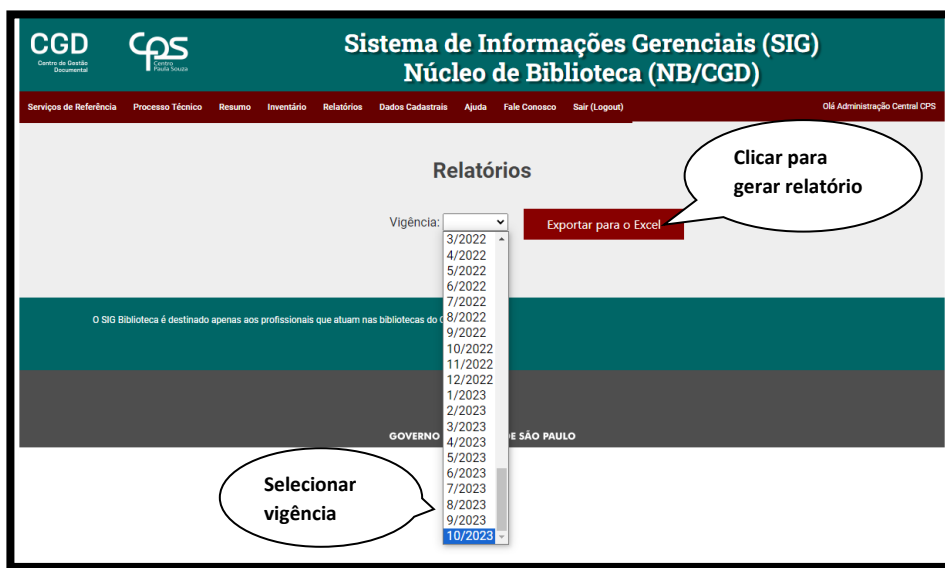 CGD
Centro de Gestão
Documental
CPS
Centro
Paula Souza
Sistema de Informações Gerenciais (SIG)
Núcleo de Biblioteca (NB/CGD)
Serviços de Referência Processo Técnico Resumo Inventário Relatórios Dados Cadastrais Ajuda Fale Conosco Sair (Logout) Olá Administração Central CPS
Relatórios
Clicar para
gerar relatório
Vigência:
Exportar para o Excel
3/2022
4/2022
5/2022
6/2022
7/2022
8/2022
9/2022
10/2022
11/2022
12/2022
1/2023
2/2023
3/2023
4/2023
5/2023
6/2023
7/2023
8/2023
9/2023
10/2023
O SIG Biblioteca é destinado apenas aos profissionais que atuam nas bibliotecas do
GOVERNO DE SÃO PAULO
Selecionar
vigência